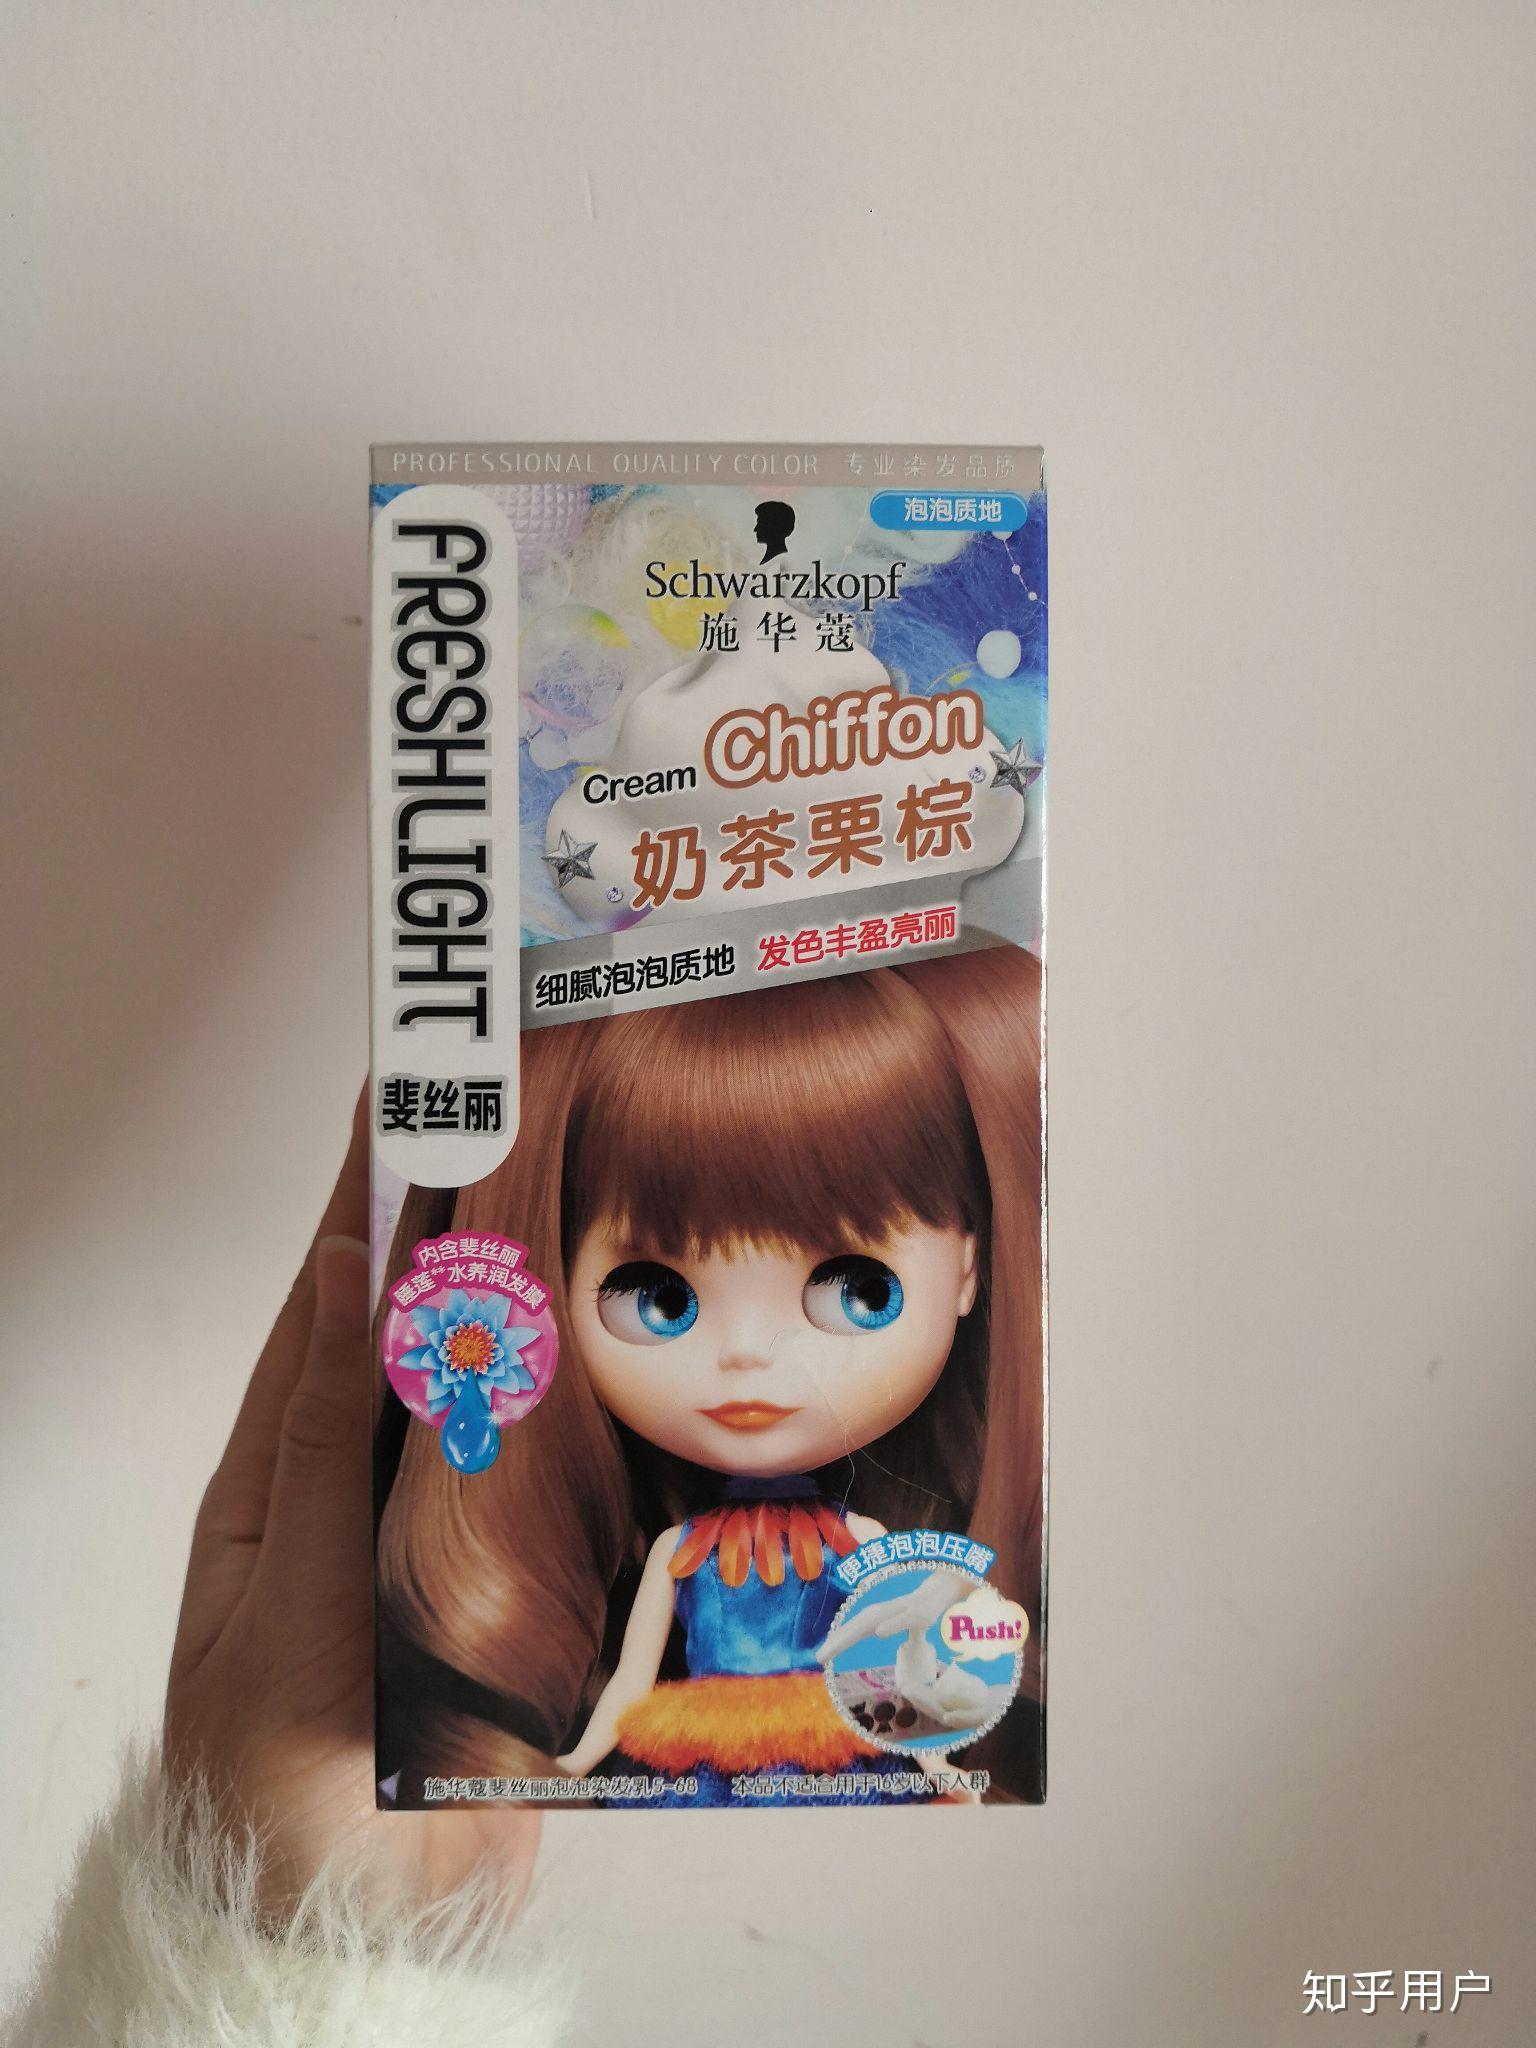 PROFESSIONAL QUALITY COLOR 专业染发品质
泡泡质地
FRESHLIGHT
斐丝丽
Schwarzkopf
施华蔻
Cream Chiffon
奶茶栗棕
细腻泡泡质地 发色丰盈亮丽
内含斐丝丽
睡莲**水养润发膜
便捷泡泡压嘴
Push!
施华蔻斐丝丽泡泡染发乳5-68 本品不适合用于16岁以下人群
知乎用户